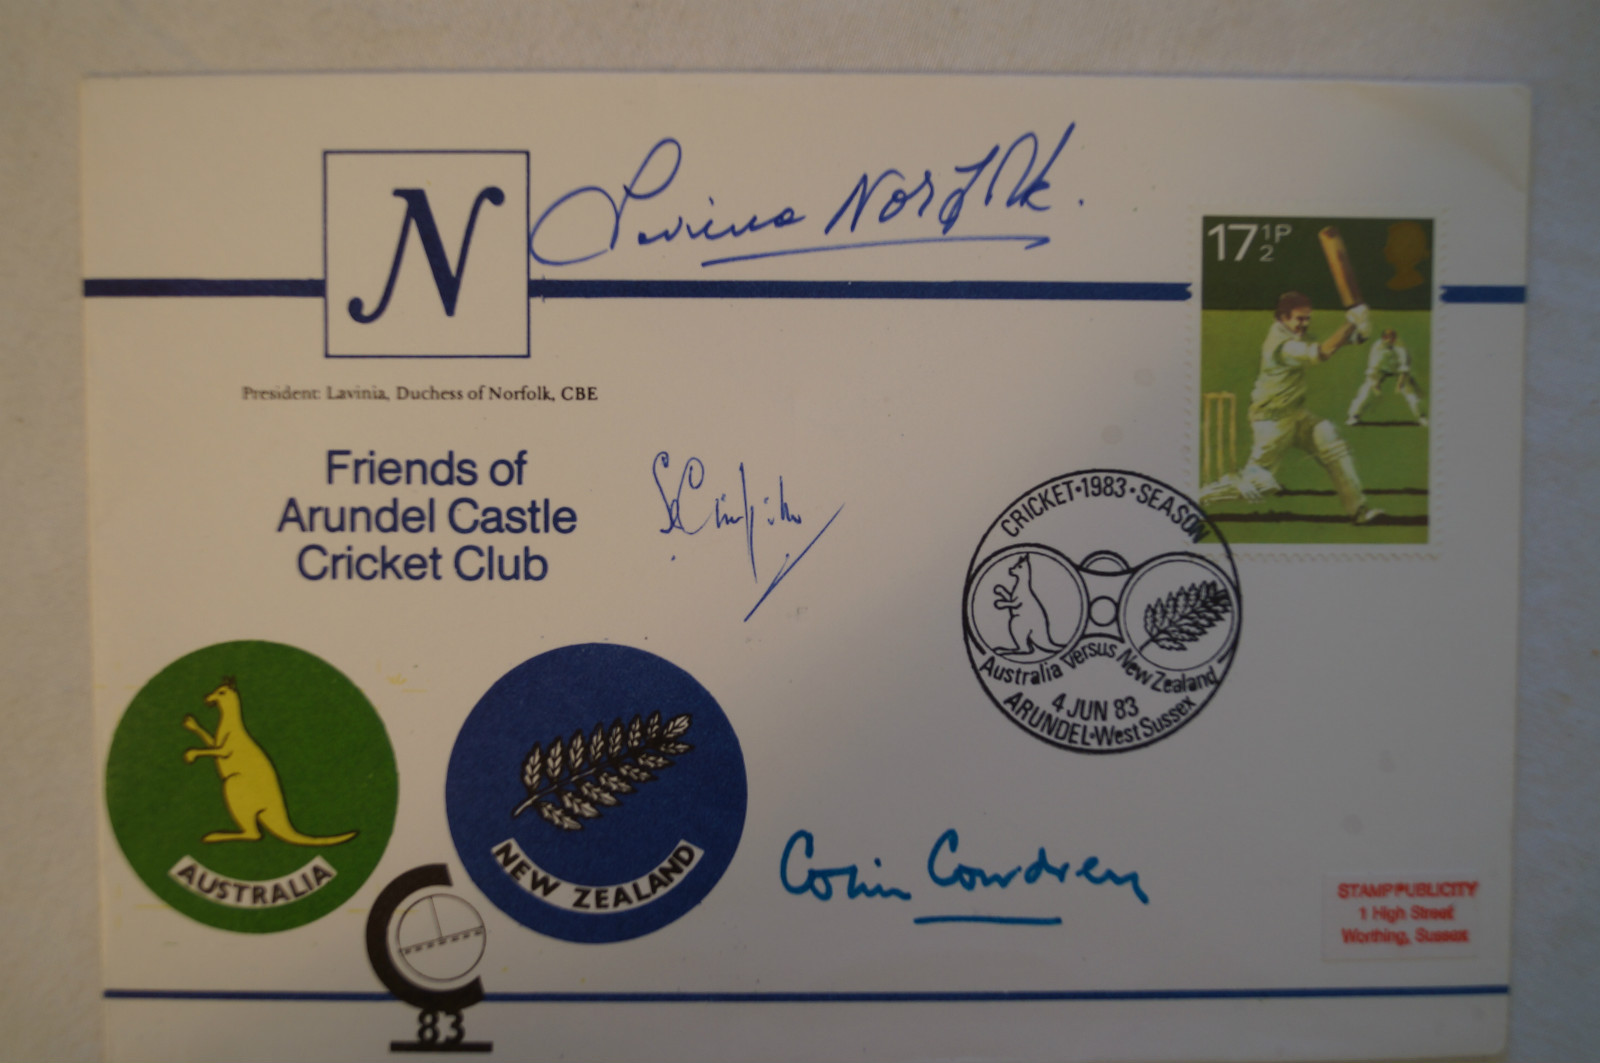 N
Lavinia Norfolk.
17½P
President: Lavinia, Duchess of Norfolk, CBE
Friends of
Arundel Castle
Cricket Club
CRICKET·1983·SEASON
Australia versus New Zealand
4 JUN 83
ARUNDEL·West Sussex
AUSTRALIA
NEW ZEALAND
Colin Cowdrey
STAMP PUBLICITY
1 High Street
Worthing, Sussex
C
83